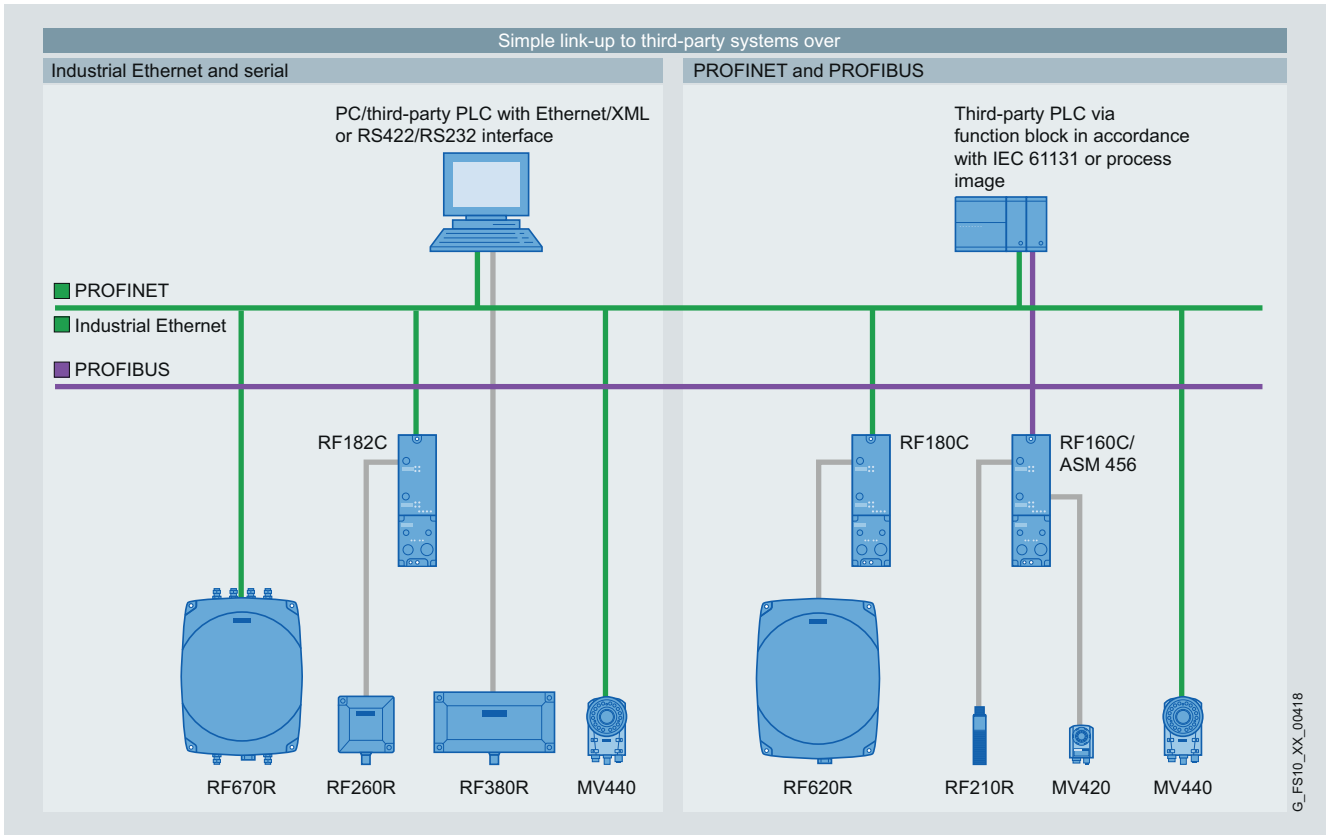 Simple link-up to third-party systems over
Industrial Ethernet and serial
PC/third-party PLC with Ethernet/XML
or RS422/RS232 interface
PROFINET
Industrial Ethernet
PROFIBUS
RF182C
RF670R
RF260R
RF380R
MV440
PROFINET and PROFIBUS
Third-party PLC via
function block in accordance
with IEC 61131 or process
image
RF180C
RF160C/
ASM 456
RF620R
RF210R
MV420
MV440
G_FS10_XX_00418